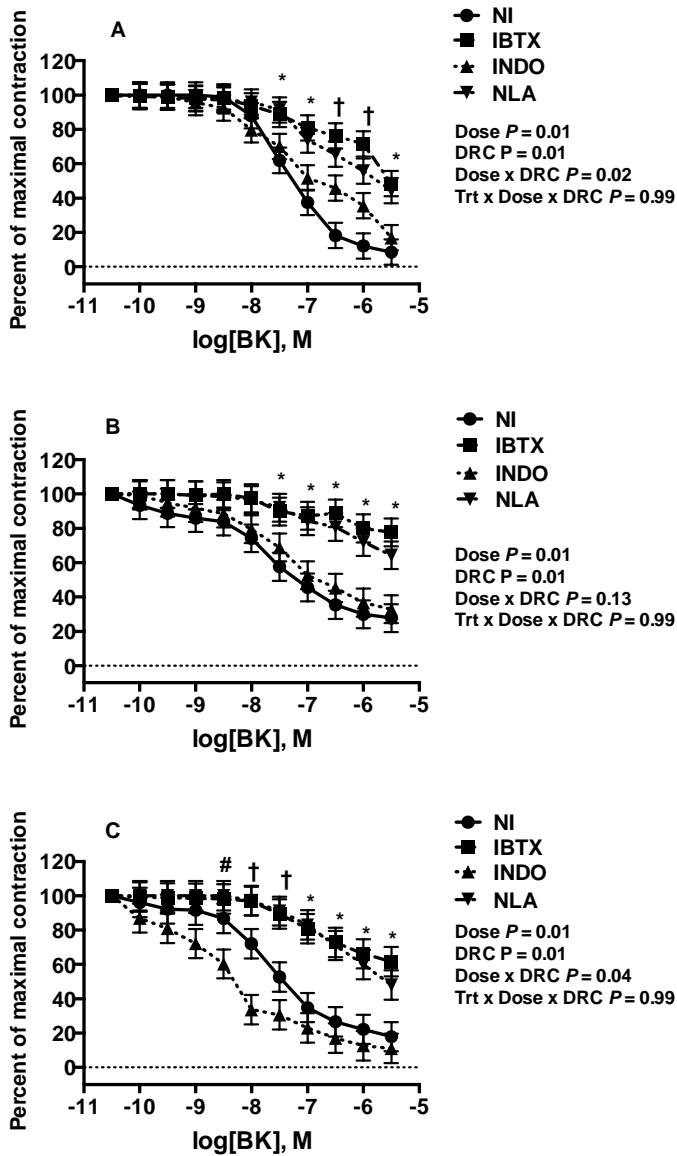 A
NI
IBTX
INDO
NLA
Dose P = 0.01
DRC P = 0.01
Dose x DRC P = 0.02
Trt x Dose x DRC P = 0.99
Percent of maximal contraction
120
100
80
60
40
20
0
* * † † *
-11 -10 -9 -8 -7 -6 -5
log[BK], M
B
NI
IBTX
INDO
NLA
Dose P = 0.01
DRC P = 0.01
Dose x DRC P = 0.13
Trt x Dose x DRC P = 0.99
Percent of maximal contraction
120
100
80
60
40
20
0
* * * * *
-11 -10 -9 -8 -7 -6 -5
log[BK], M
C
NI
IBTX
INDO
NLA
Dose P = 0.01
DRC P = 0.01
Dose x DRC P = 0.04
Trt x Dose x DRC P = 0.99
Percent of maximal contraction
120
100
80
60
40
20
0
# † † * * * *
-11 -10 -9 -8 -7 -6 -5
log[BK], M